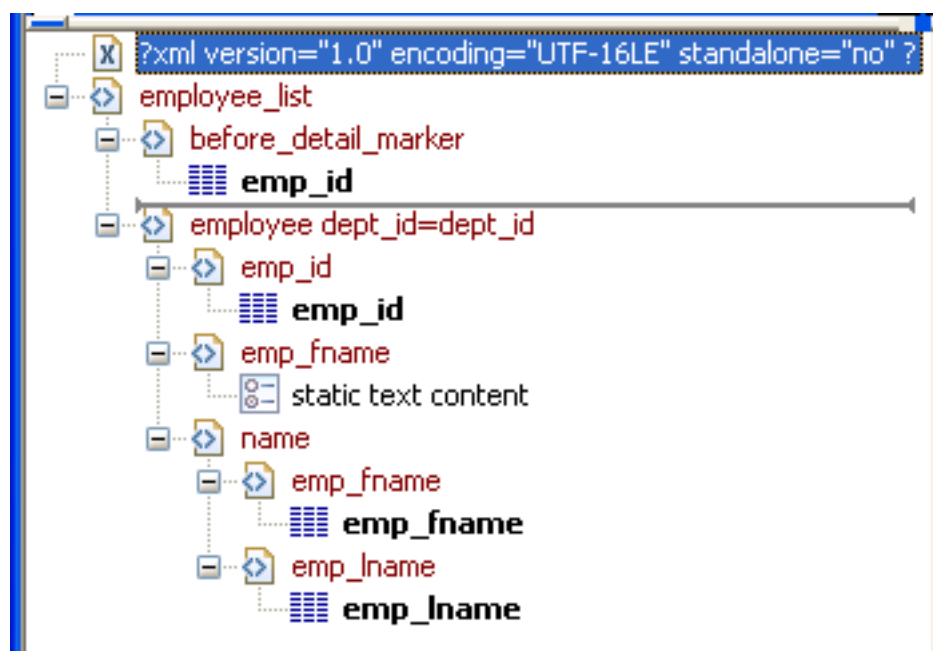 ?xml version="1.0" encoding="UTF-16LE" standalone="no" ?
employee_list
before_detail_marker
emp_id
employee dept_id=dept_id
emp_id
emp_id
emp_fname
static text content
name
emp_fname
emp_fname
emp_lname
emp_lname